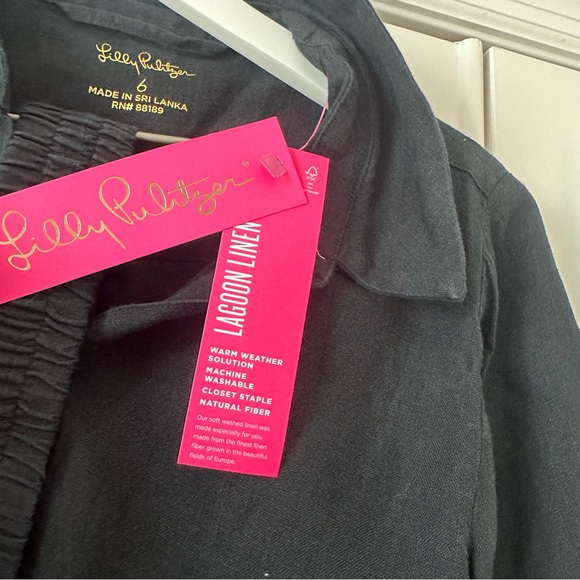 Lilly Pulitzer
6
MADE IN SRI LANKA
RN# 88189
Lilly Pulitzer®
FSC
LAGOON LINEN
WARM WEATHER
SOLUTION
MACHINE
WASHABLE
CLOSET STAPLE
NATURAL FIBER
Our soft washed linen was
made especially for you,
made from the finest linen
fiber grown in the beautiful
fields of Europe.